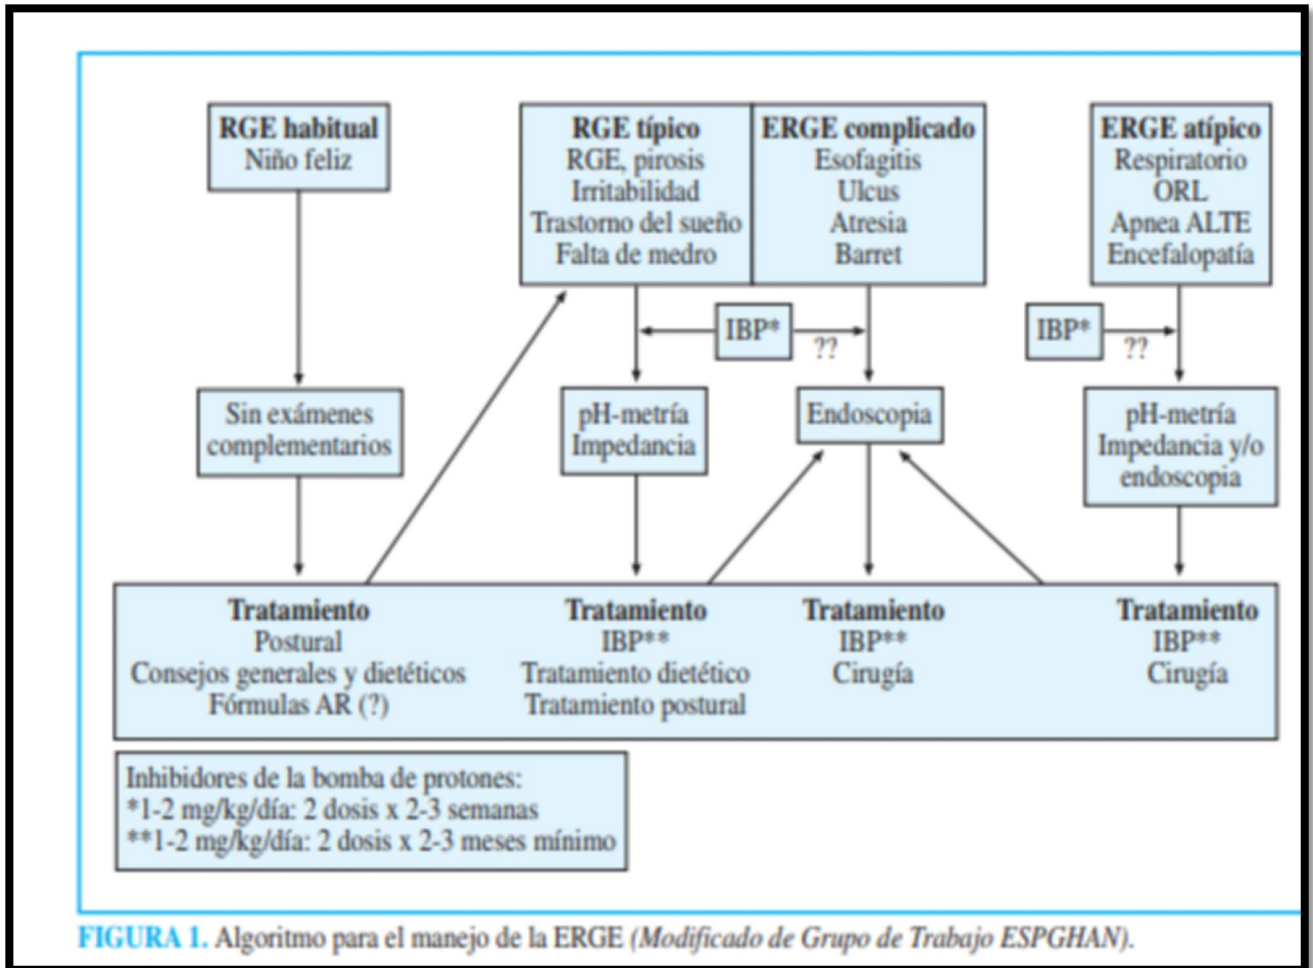 RGE habitual
Niño feliz
RGE típico
RGE, pirosis
Irritabilidad
Trastorno del sueño
Falta de medro
ERGE complicado
Esofagitis
Ulcus
Atresia
Barret
ERGE atípico
Respiratorio
ORL
Apnea ALTE
Encefalopatía
IBP*
??
IBP*
??
Sin exámenes
complementarios
pH-metría
Impedancia
Endoscopia
pH-metría
Impedancia y/o
endoscopia
Tratamiento
Postural
Consejos generales y dietéticos
Fórmulas AR (?)
Tratamiento
IBP**
Tratamiento dietético
Tratamiento postural
Tratamiento
IBP**
Cirugía
Tratamiento
IBP**
Cirugía
Inhibidores de la bomba de protones:
*1-2 mg/kg/día: 2 dosis x 2-3 semanas
**1-2 mg/kg/día: 2 dosis x 2-3 meses mínimo
FIGURA 1. Algoritmo para el manejo de la ERGE (Modificado de Grupo de Trabajo ESPGHAN).